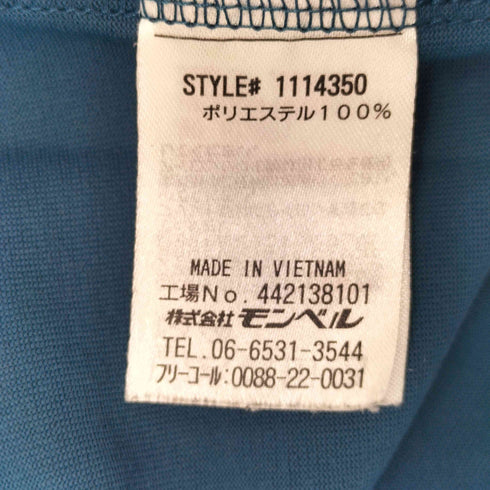 STYLE# 1114350
ポリエステル100%
MADE IN VIETNAM
工場No. 442138101
株式会社モンベル
TEL. 06-6531-3544
フリーコール:0088-22-0031